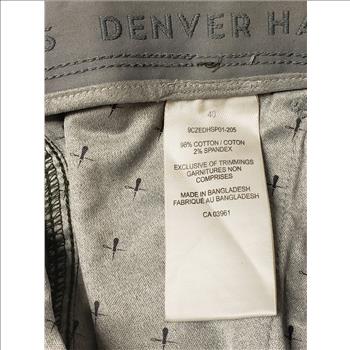 DENVER HA
40
9CZEDHSP01-205
98% COTTON / COTON
2% SPANDEX
EXCLUSIVE OF TRIMMINGS
GARNITURES NON
COMPRISES
MADE IN BANGLADESH
FABRIQUÉ AU BANGLADESH
CA 03961